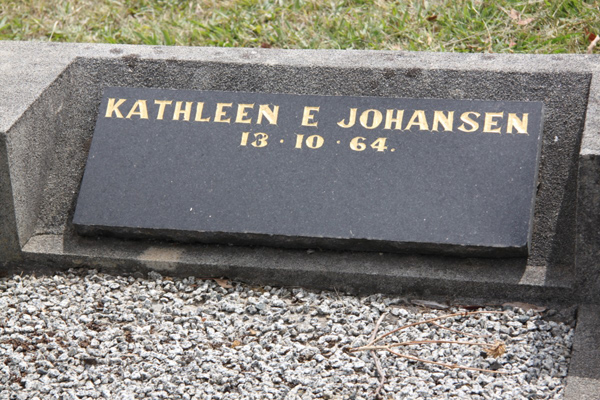 KATHLEEN E JOHANSEN
13 · 10 · 64.